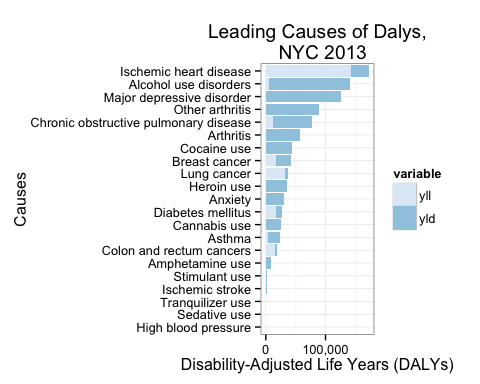 Leading Causes of Dalys,
NYC 2013
Causes
Ischemic heart disease
Alcohol use disorders
Major depressive disorder
Other arthritis
Chronic obstructive pulmonary disease
Arthritis
Cocaine use
Breast cancer
Lung cancer
Heroin use
Anxiety
Diabetes mellitus
Cannabis use
Asthma
Colon and rectum cancers
Amphetamine use
Stimulant use
Ischemic stroke
Tranquilizer use
Sedative use
High blood pressure
0 100,000
Disability-Adjusted Life Years (DALYs)
variable
yll
yld